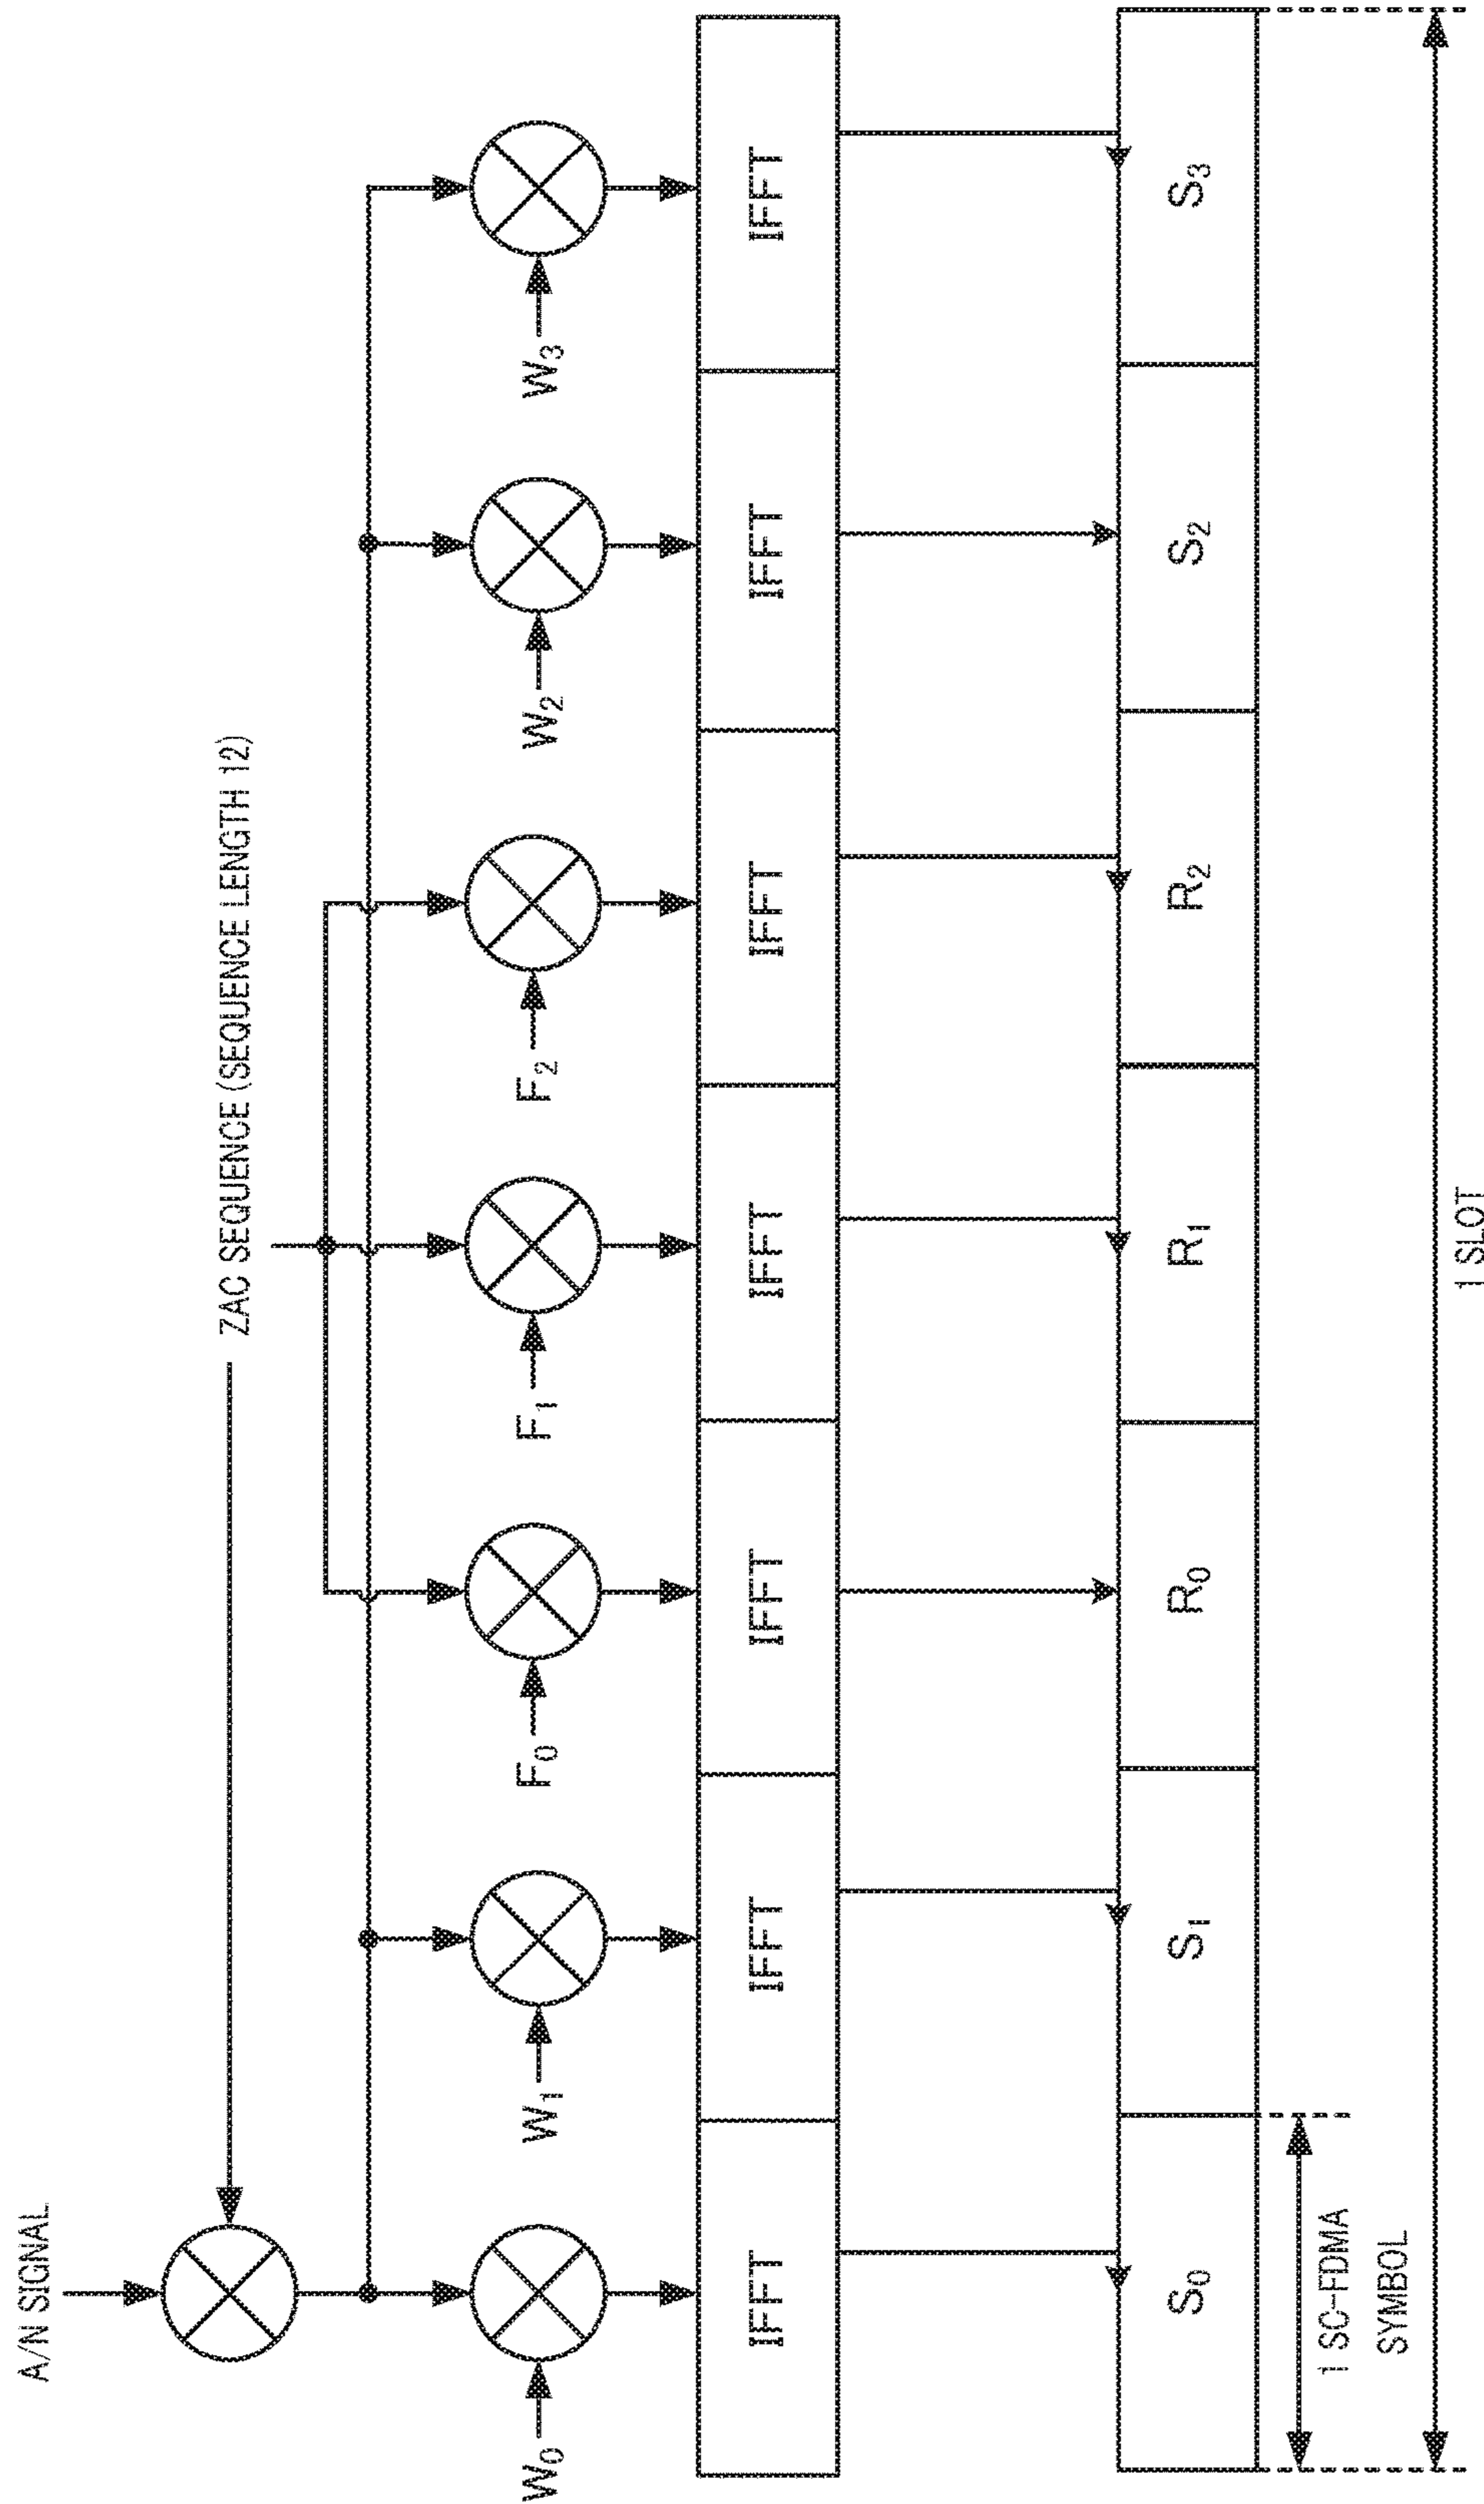 A/N SIGNAL
ZAC SEQUENCE (SEQUENCE LENGTH 12)
W0
W1
F0
F1
F2
W2
W3
IFFT
IFFT
IFFT
IFFT
IFFT
IFFT
IFFT
S0
S1
R0
R1
R2
S2
S3
1 SC-FDMA
SYMBOL
1 SLOT